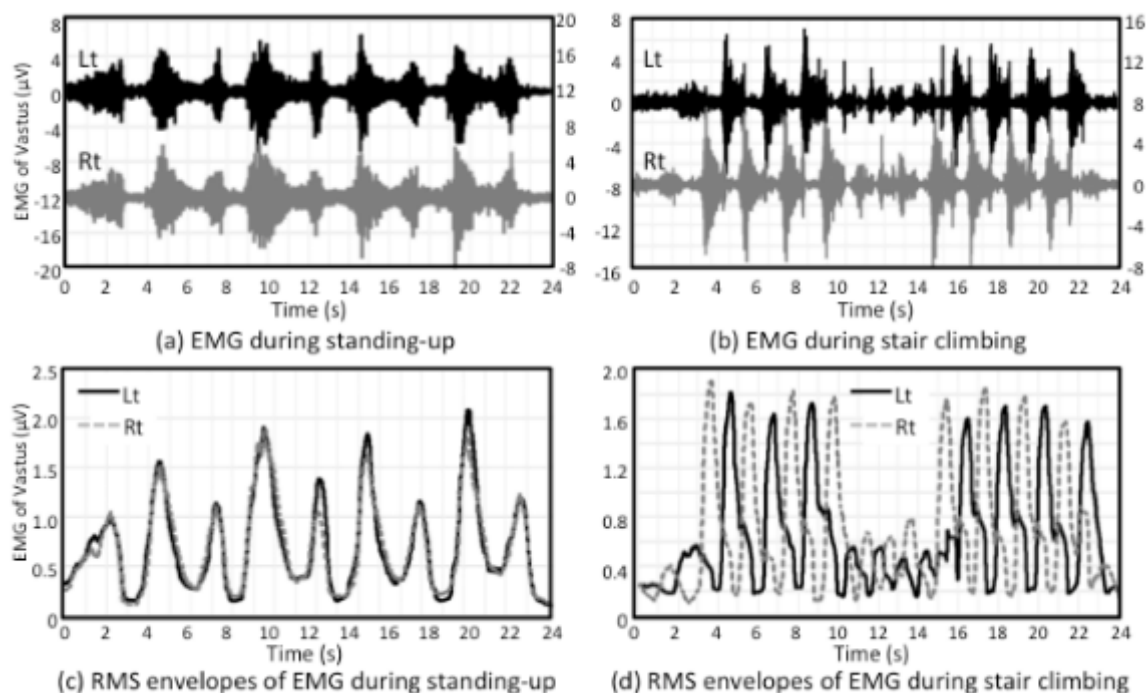 8 20 8 16
4 16 4 12
0 12 0 8
-4 8 -4 4
-8 4 -8 0
-12 0 -12 -4
-16 -4 -16 -8
-20 -8
Lt
Rt
Lt
Rt
EMG of Vastus (µV)
0 2 4 6 8 10 12 14 16 18 20 22 24
0 2 4 6 8 10 12 14 16 18 20 22 24
Time (s)
Time (s)
(a) EMG during standing-up
(b) EMG during stair climbing
2.5
2.0
1.5
1.0
0.5
0
EMG of Vastus (µV)
Lt
Rt
0 2 4 6 8 10 12 14 16 18 20 22 24
Time (s)
(c) RMS envelopes of EMG during standing-up
2.0
1.6
1.2
0.8
0.4
0
Lt
Rt
0 2 4 6 8 10 12 14 16 18 20 22 24
Time (s)
(d) RMS envelopes of EMG during stair climbing